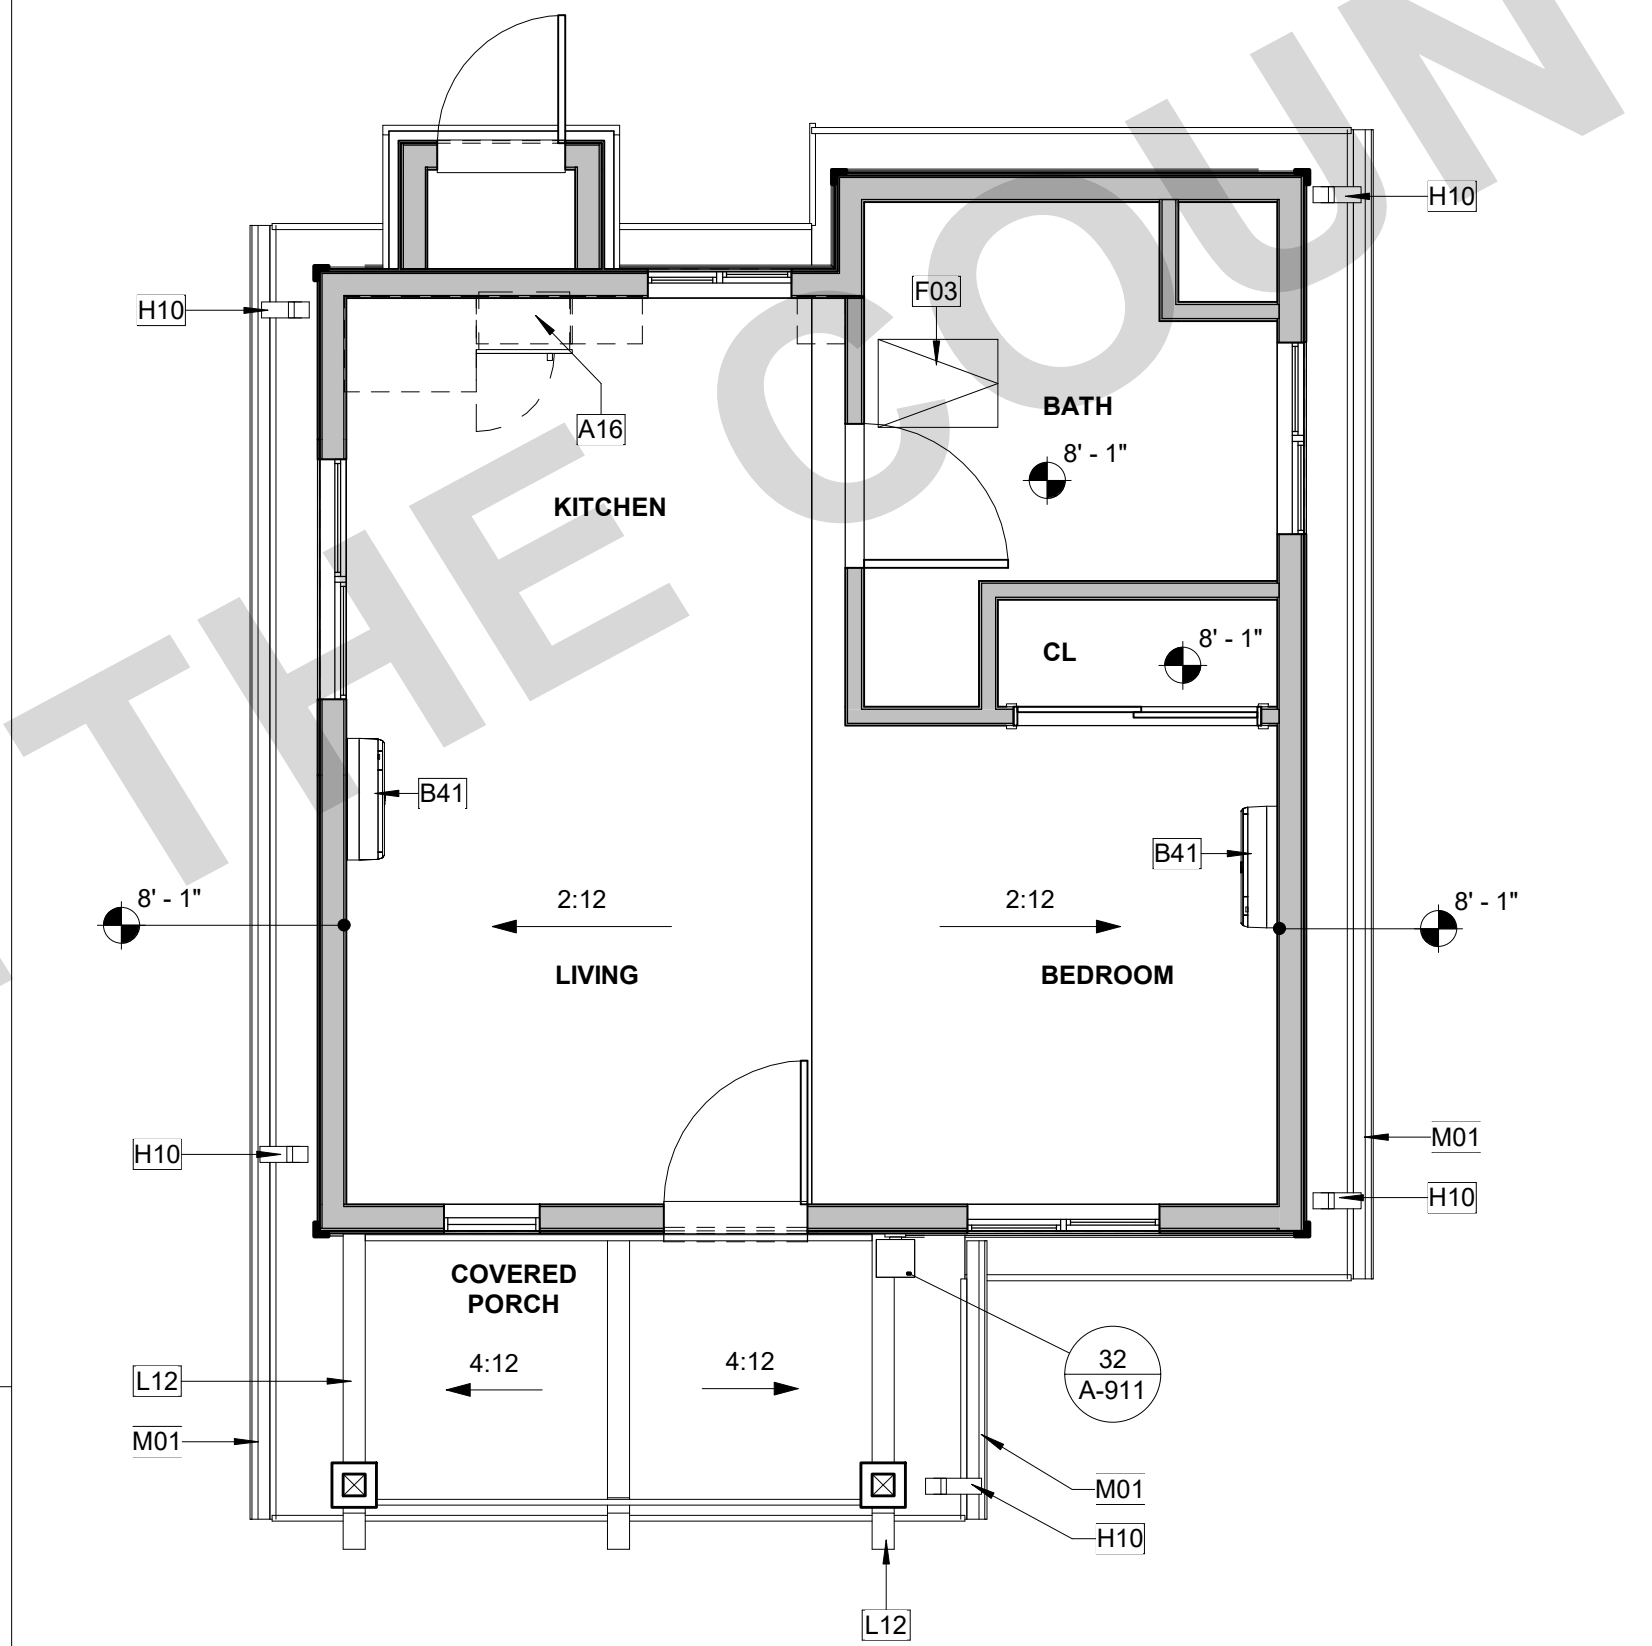 THE COUN
H10
H10
F03
A16
BATH
8' - 1"
KITCHEN
CL
8' - 1"
B41
B41
8' - 1"
2:12
2:12
8' - 1"
LIVING
BEDROOM
H10
M01
H10
COVERED
PORCH
4:12
4:12
32
A-911
L12
M01
M01
H10
L12